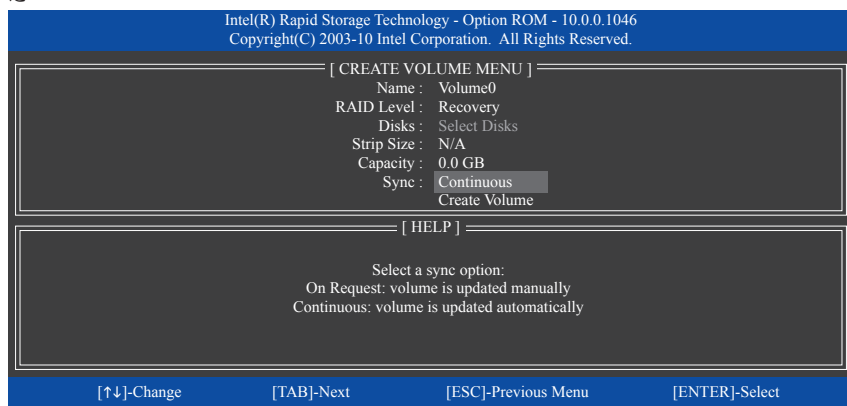 Intel(R) Rapid Storage Technology - Option ROM - 10.0.0.1046
Copyright(C) 2003-10 Intel Corporation. All Rights Reserved.
[ CREATE VOLUME MENU ]
Name : Volume0
RAID Level : Recovery
Disks : Select Disks
Strip Size : N/A
Capacity : 0.0 GB
Sync : Continuous
Create Volume
[ HELP ]
Select a sync option:
On Request: volume is updated manually
Continuous: volume is updated automatically
[↑↓]-Change [TAB]-Next [ESC]-Previous Menu [ENTER]-Select